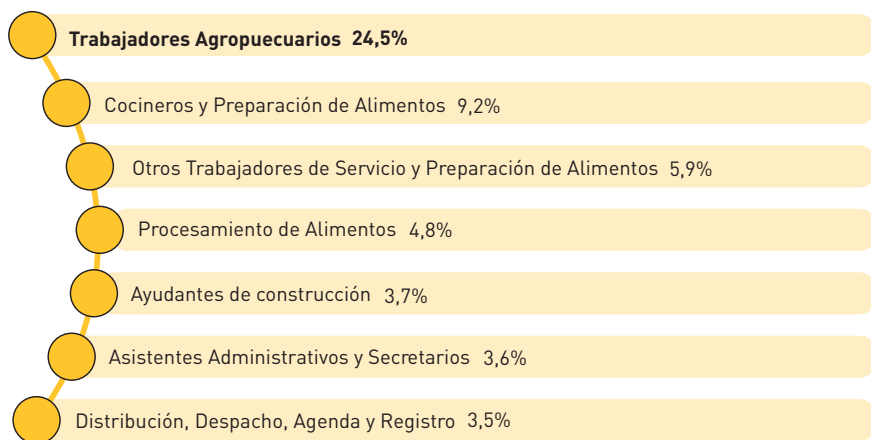 Trabajadores Agropuecuarios 24,5%
Cocineros y Preparación de Alimentos 9,2%
Otros Trabajadores de Servicio y Preparación de Alimentos 5,9%
Procesamiento de Alimentos 4,8%
Ayudantes de construcción 3,7%
Asistentes Administrativos y Secretarios 3,6%
Distribución, Despacho, Agenda y Registro 3,5%